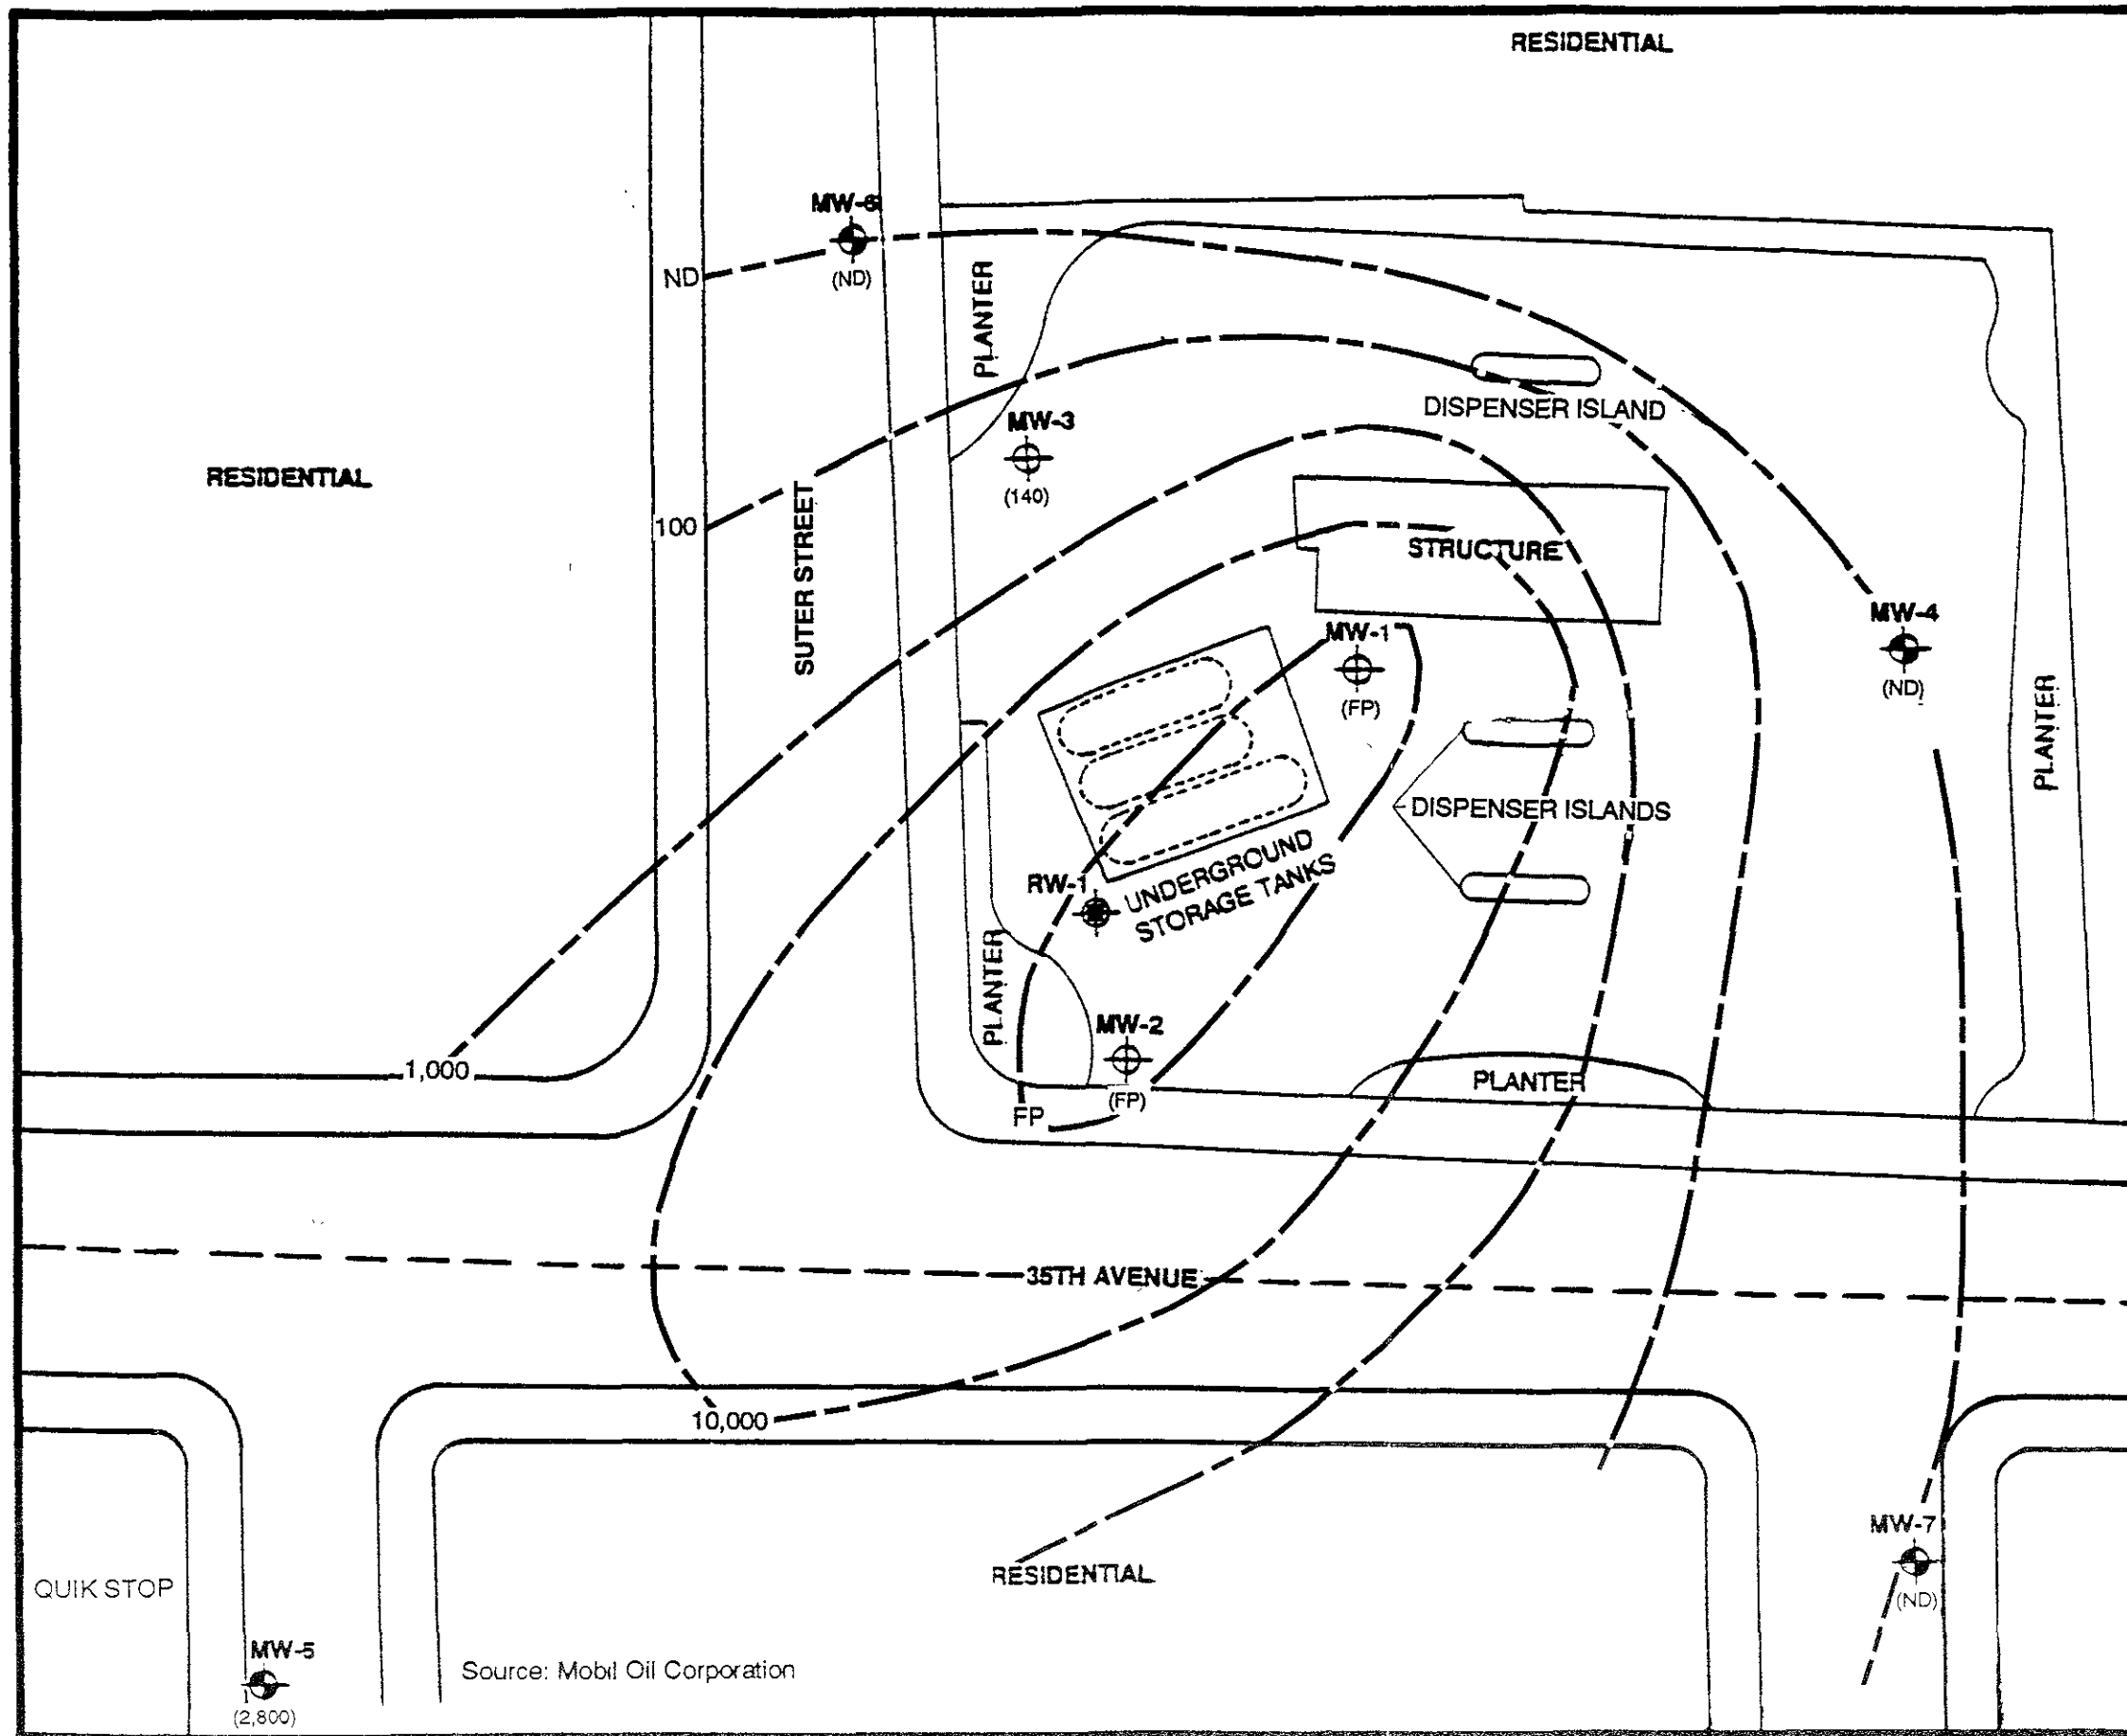 RESIDENTIAL
MW-6
(ND)
ND
PLANTER
DISPENSER ISLAND
MW-3
(140)
RESIDENTIAL
100
SUTER STREET
STRUCTURE
MW-1
(FP)
MW-4
(ND)
PLANTER
DISPENSER ISLANDS
UNDERGROUND
STORAGE TANKS
RW-1
PLANTER
MW-2
(FP)
FP
1,000
PLANTER
35TH AVENUE
10,000
MW-7
(ND)
RESIDENTIAL
QUIK STOP
MW-5
(2,800)
Source: Mobil Oil Corporation